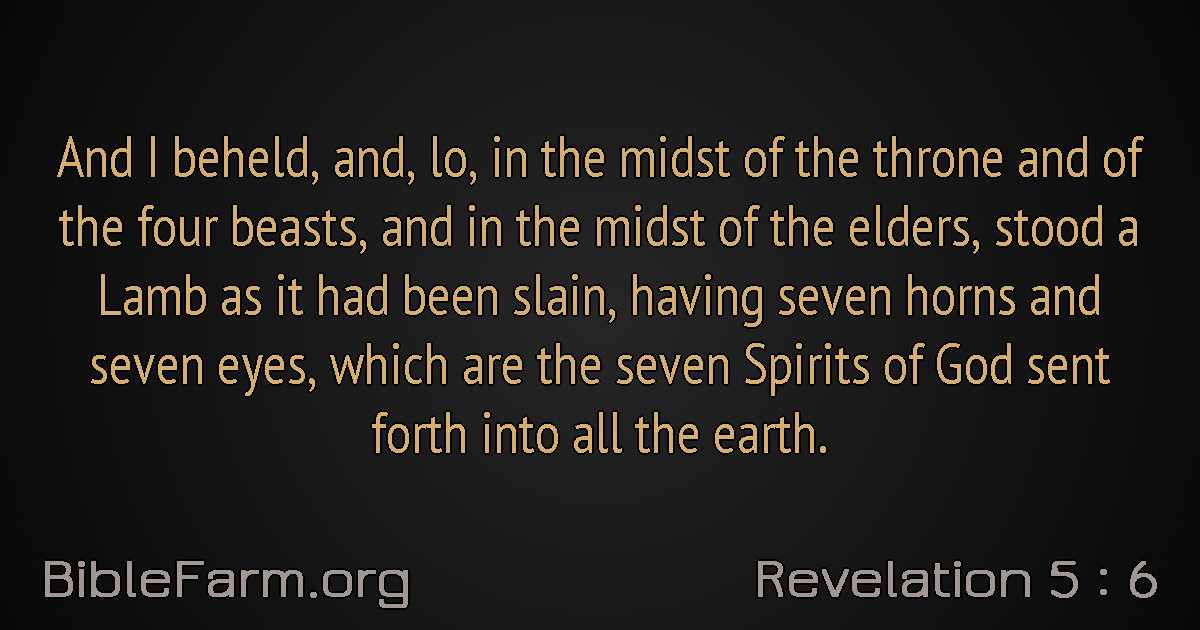 And I beheld, and, lo, in the midst of the throne and of
the four beasts, and in the midst of the elders, stood a
Lamb as it had been slain, having seven horns and
seven eyes, which are the seven Spirits of God sent
forth into all the earth.
BibleFarm.org
Revelation 5 : 6